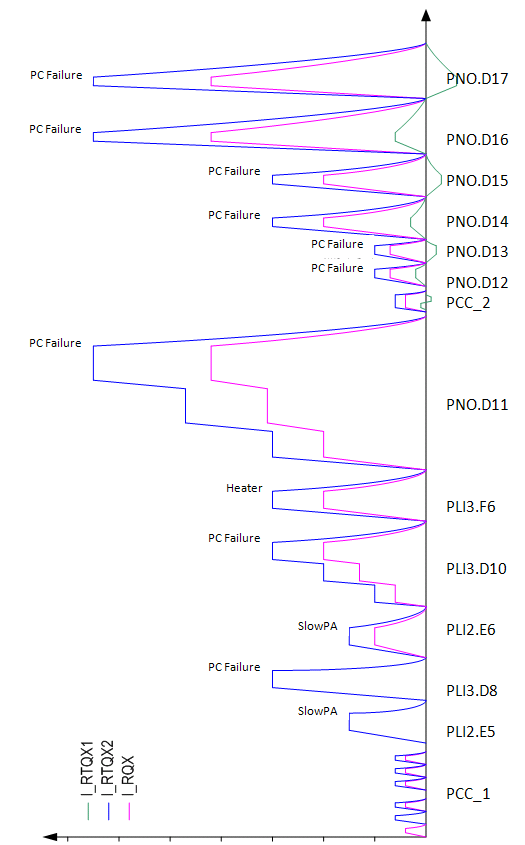 PC Failure
PNO.D17
PC Failure
PNO.D16
PC Failure
PNO.D15
PC Failure
PNO.D14
PC Failure
PNO.D13
PC Failure
PNO.D12
PCC_2
PC Failure
PNO.D11
Heater
PLI3.F6
PC Failure
PLI3.D10
SlowPA
PLI2.E6
PC Failure
PLI3.D8
SlowPA
PLI2.E5
PCC_1
I_RTQX1
I_RTQX2
I_RQX